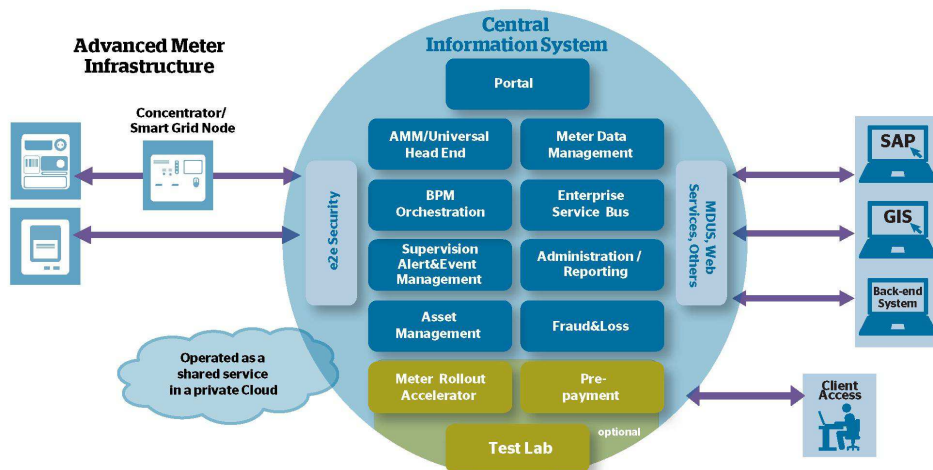 Central
Information System
Advanced Meter
Infrastructure
Concentrator/
Smart Grid Node
Portal
AMM/Universal
Head End
Meter Data
Management
BPM
Orchestration
Enterprise
Service Bus
Supervision
Alert&Event
Management
Administration /
Reporting
Asset
Management
Fraud&Loss
Meter Rollout
Accelerator
Pre-
payment
optional
Test Lab
e2e Security
MDUS, Web
Services, Others
SAP
GIS
Back-end
System
Client
Access
Operated as a
shared service
in a private Cloud